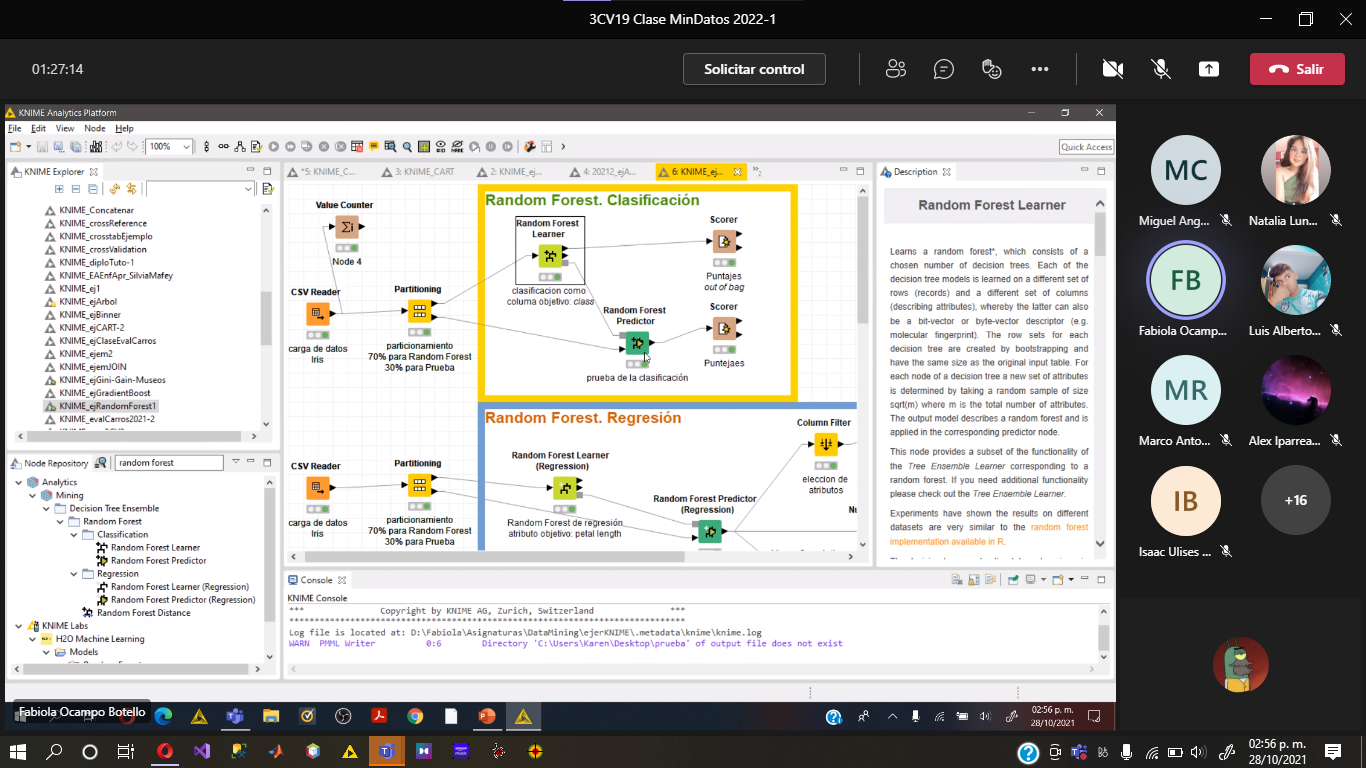 3CV19 Clase MinDatos 2022-1
01:27:14
Solicitar control
Salir
KNIME Analytics Platform
File Edit View Node Help
100%
Quick Access
KNIME Explorer
*5: KNIME_C...
3: KNIME_CART
2: KNIME_ej...
4: 20212_ejA...
6: KNIME_ej...
»2
Description
KNIME_Concatenar
KNIME_crossReference
KNIME_crosstabEjemplo
KNIME_crossValidation
KNIME_diploTuto-1
KNIME_EAEnfApr_SilviaMafey
KNIME_ej1
KNIME_ejArbol
KNIME_ejBinner
KNIME_ejCART-2
KNIME_ejClaseEvalCarros
KNIME_ejem2
KNIME_ejemJOIN
KNIME_ejGini-Gain-Museos
KNIME_ejGradientBoost
KNIME_ejRandomForest1
KNIME_evalCarros2021-2
Node Repository
random forest
Analytics
Mining
Decision Tree Ensemble
Random Forest
Classification
Random Forest Learner
Random Forest Predictor
Regression
Random Forest Learner (Regression)
Random Forest Predictor (Regression)
Random Forest Distance
KNIME Labs
H2O Machine Learning
Models
Value Counter
Node 4
CSV Reader
carga de datos
Iris
Partitioning
particionamiento
70% para Random Forest
30% para Prueba
Random Forest. Clasificación
Random Forest
Learner
clasificacion como
columa objetivo: class
Scorer
Puntajes
out of bag
Random Forest
Predictor
prueba de la clasificación
Scorer
Puntejaes
Random Forest. Regresión
CSV Reader
carga de datos
Iris
Partitioning
particionamiento
70% para Random Forest
30% para Prueba
Random Forest Learner
(Regression)
Random Forest de regresión
atributo objetivo: petal length
Random Forest Predictor
(Regression)
Column Filter
eleccion de
atributos
Nu
Random Forest Learner
Learns a random forest*, which consists of a
chosen number of decision trees. Each of the
decision tree models is learned on a different set of
rows (records) and a different set of columns
(describing attributes), whereby the latter can also
be a bit-vector or byte-vector descriptor (e.g.
molecular fingerprint). The row sets for each
decision tree are created by bootstrapping and
have the same size as the original input table. For
each node of a decision tree a new set of attributes
is determined by taking a random sample of size
sqrt(m) where m is the total number of attributes.
The output model describes a random forest and is
applied in the corresponding predictor node.
This node provides a subset of the functionality of
the Tree Ensemble Learner corresponding to a
random forest. If you need additional functionality
please check out the Tree Ensemble Learner.
Experiments have shown the results on different
datasets are very similar to the random forest
implementation available in R.
Console
KNIME Console
*** Copyright by KNIME AG, Zurich, Switzerland ***
Log file is located at: D:\Fabiola\Asignaturas\DataMining\ejerKNIME\.metadata\knime\knime.log
WARN PMML Writer 0:6 Directory 'C:\Users\Karen\Desktop\prueba' of output file does not exist
Fabiola Ocampo Botello
02:56 p. m.
28/10/2021
MC
Miguel Ang...
Natalia Lun...
FB
Fabiola Ocamp...
Luis Alberto...
MR
Marco Anto...
Alex Iparrea...
IB
Isaac Ulises ...
+16
02:56 p. m.
28/10/2021